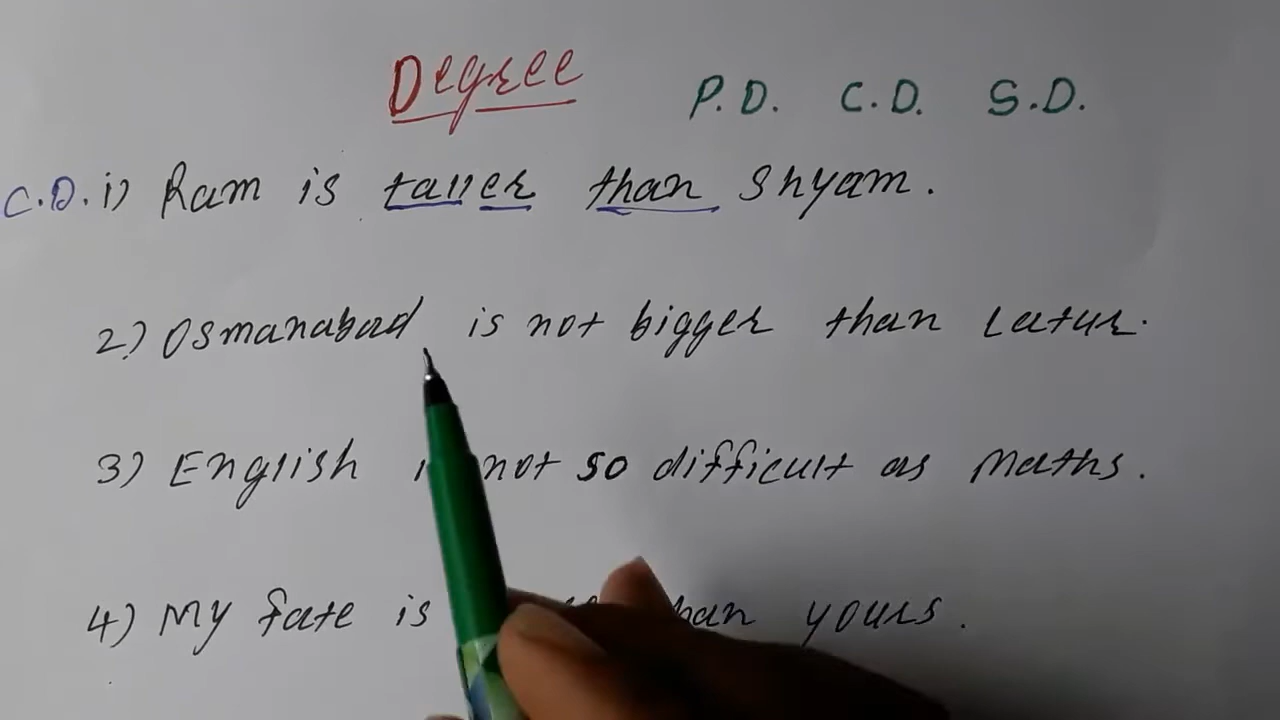 Degree P.D. C.D. S.D.
C.D. i) Ram is taller than Shyam.
2) Osmanabad is not bigger than Latur.
3) English not so difficult as Maths.
4) My fate is yours.